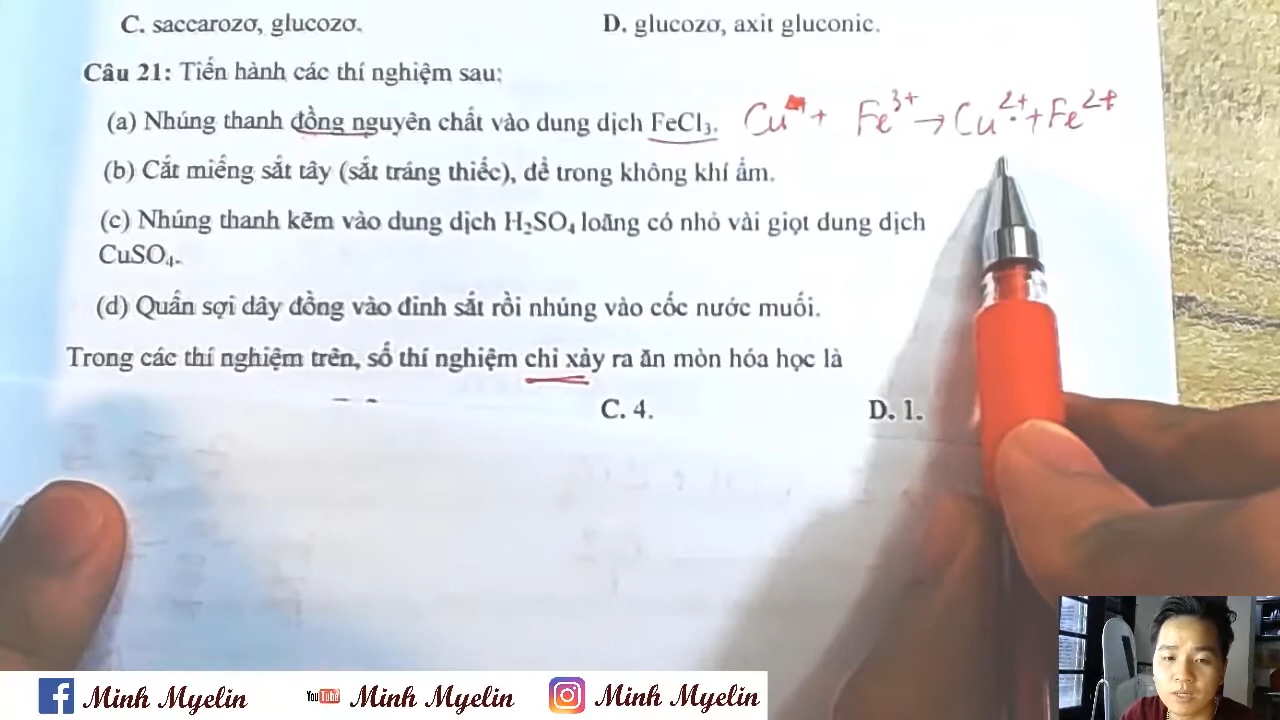 C. saccarozơ, glucozơ. D. glucozơ, axit gluconic.
Câu 21: Tiến hành các thí nghiệm sau:
(a) Nhúng thanh đồng nguyên chất vào dung dịch FeCl₃. Cu + Fe³⁺ → Cu²⁺ + Fe²⁺
(b) Cắt miếng sắt tây (sắt tráng thiếc), để trong không khí ẩm.
(c) Nhúng thanh kẽm vào dung dịch H₂SO₄ loãng có nhỏ vài giọt dung dịch
CuSO₄.
(d) Quấn sợi dây đồng vào đinh sắt rồi nhúng vào cốc nước muối.
Trong các thí nghiệm trên, số thí nghiệm chỉ xảy ra ăn mòn hóa học là
C. 4. D. 1.
Minh Myelin YouTube Minh Myelin Minh Myelin